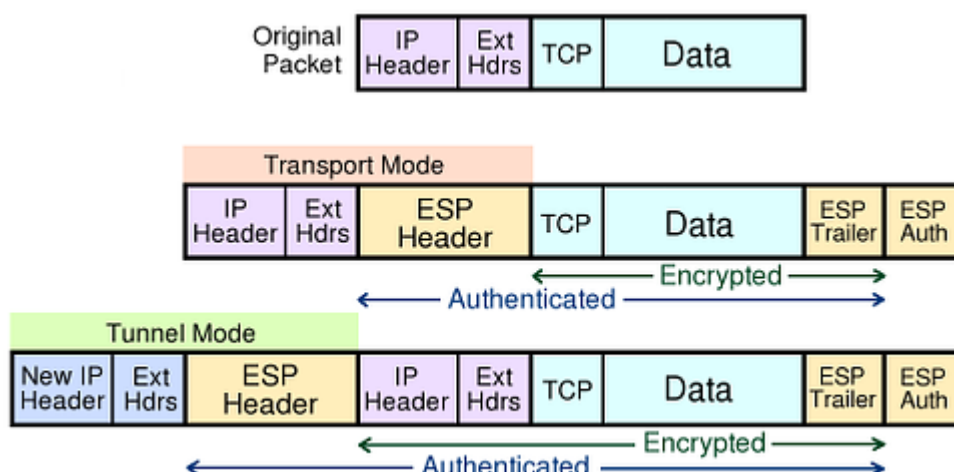 Original
Packet
IP
Header
Ext
Hdrs
TCP
Data
Transport Mode
IP
Header
Ext
Hdrs
ESP
Header
TCP
Data
ESP
Trailer
ESP
Auth
Encrypted
Authenticated
Tunnel Mode
New IP
Header
Ext
Hdrs
ESP
Header
IP
Header
Ext
Hdrs
TCP
Data
ESP
Trailer
ESP
Auth
Encrypted
Authenticated